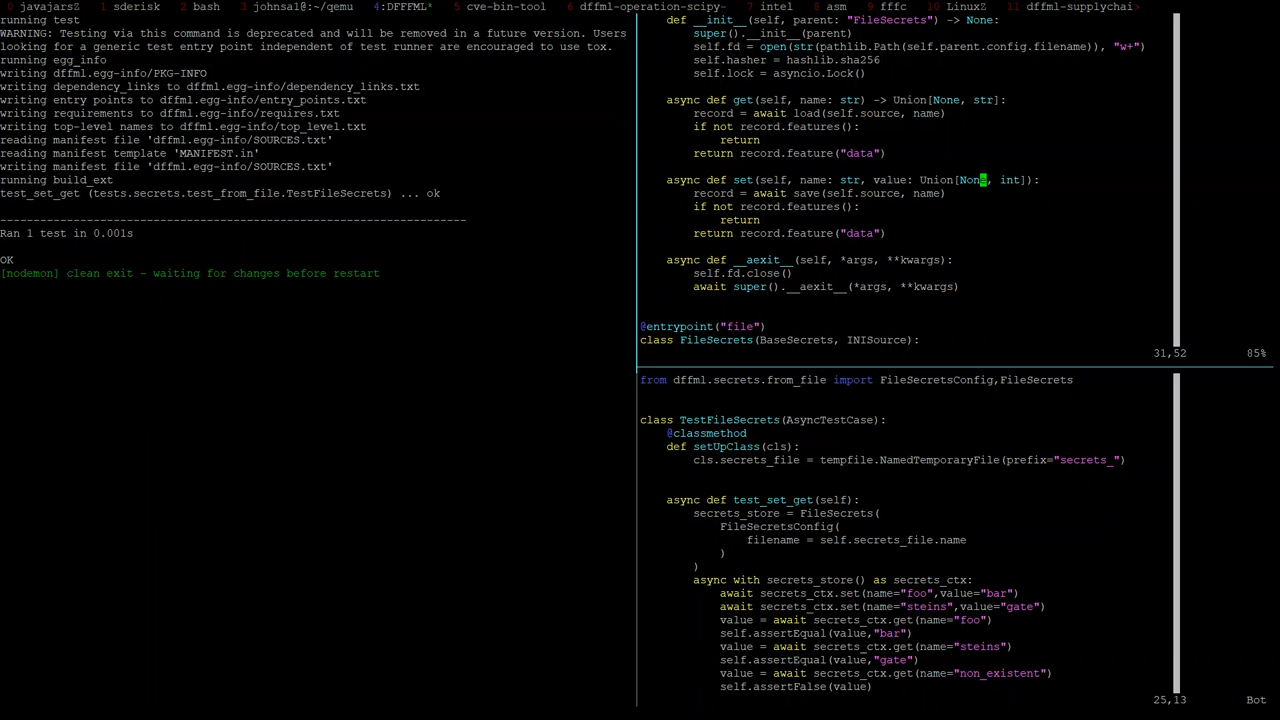 0 javajarsZ  1 sderisk  2 bash  3 johnsa1@:~/qemu  4:DFFFML*  5 cve-bin-tool  6 dffml-operation-scipy-  7 intel  8 asm  9 fffc  10 LinuxZ  11 dffml-supplychai>
running test
WARNING: Testing via this command is deprecated and will be removed in a future version. Users
looking for a generic test entry point independent of test runner are encouraged to use tox.
running egg_info
writing dffml.egg-info/PKG-INFO
writing dependency_links to dffml.egg-info/dependency_links.txt
writing entry points to dffml.egg-info/entry_points.txt
writing requirements to dffml.egg-info/requires.txt
writing top-level names to dffml.egg-info/top_level.txt
reading manifest file 'dffml.egg-info/SOURCES.txt'
reading manifest template 'MANIFEST.in'
writing manifest file 'dffml.egg-info/SOURCES.txt'
running build_ext
test_set_get (tests.secrets.test_from_file.TestFileSecrets) ... ok
----------------------------------------------------------------------
Ran 1 test in 0.001s
OK
[nodemon] clean exit - waiting for changes before restart
def __init__(self, parent: "FileSecrets") -> None:
super().__init__(parent)
self.fd = open(str(pathlib.Path(self.parent.config.filename)), "w+")
self.hasher = hashlib.sha256
self.lock = asyncio.Lock()
async def get(self, name: str) -> Union[None, str]:
record = await load(self.source, name)
if not record.features():
return
return record.feature("data")
async def set(self, name: str, value: Union[None, int]):
record = await save(self.source, name)
if not record.features():
return
return record.feature("data")
async def __aexit__(self, *args, **kwargs):
self.fd.close()
await super().__aexit__(*args, **kwargs)
@entrypoint("file")
class FileSecrets(BaseSecrets, INISource):
31,52  85%
from dffml.secrets.from_file import FileSecretsConfig,FileSecrets
class TestFileSecrets(AsyncTestCase):
@classmethod
def setUpClass(cls):
cls.secrets_file = tempfile.NamedTemporaryFile(prefix="secrets_")
async def test_set_get(self):
secrets_store = FileSecrets(
FileSecretsConfig(
filename = self.secrets_file.name
)
)
async with secrets_store() as secrets_ctx:
await secrets_ctx.set(name="foo",value="bar")
await secrets_ctx.set(name="steins",value="gate")
value = await secrets_ctx.get(name="foo")
self.assertEqual(value,"bar")
value = await secrets_ctx.get(name="steins")
self.assertEqual(value,"gate")
value = await secrets_ctx.get(name="non_existent")
self.assertFalse(value)
25,13  Bot